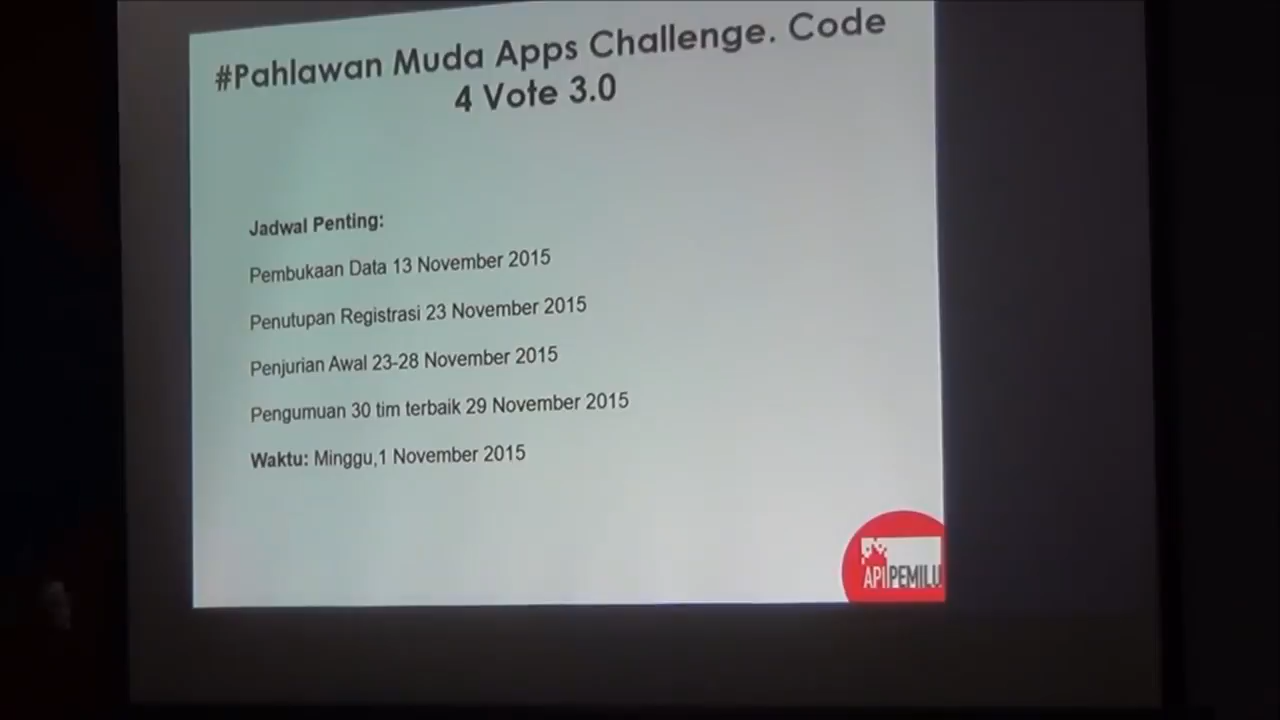 #Pahlawan Muda Apps Challenge. Code
4 Vote 3.0
Jadwal Penting:
Pembukaan Data 13 November 2015
Penutupan Registrasi 23 November 2015
Penjurian Awal 23-28 November 2015
Pengumuan 30 tim terbaik 29 November 2015
Waktu: Minggu,1 November 2015
API PEMILU